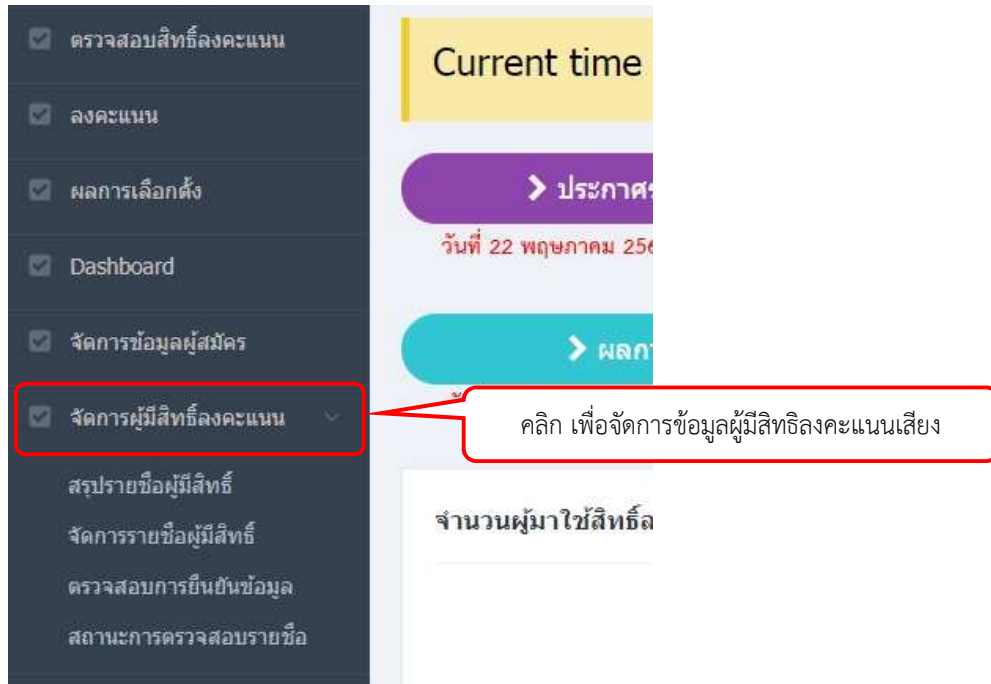 ตรวจสอบสิทธิ์ลงคะแนน
ลงคะแนน
ผลการเลือกตั้ง
Dashboard
จัดการข้อมูลผู้สมัคร
จัดการผู้มีสิทธิ์ลงคะแนน
สรุปรายชื่อผู้มีสิทธิ์
จัดการรายชื่อผู้มีสิทธิ์
ตรวจสอบการยืนยันข้อมูล
สถานะการตรวจสอบรายชื่อ
Current time
ประกาศ
วันที่ 22 พฤษภาคม 256
ผลกา
คลิก เพื่อจัดการข้อมูลผู้มีสิทธิลงคะแนนเสียง
จำนวนผู้มาใช้สิทธิ์ล